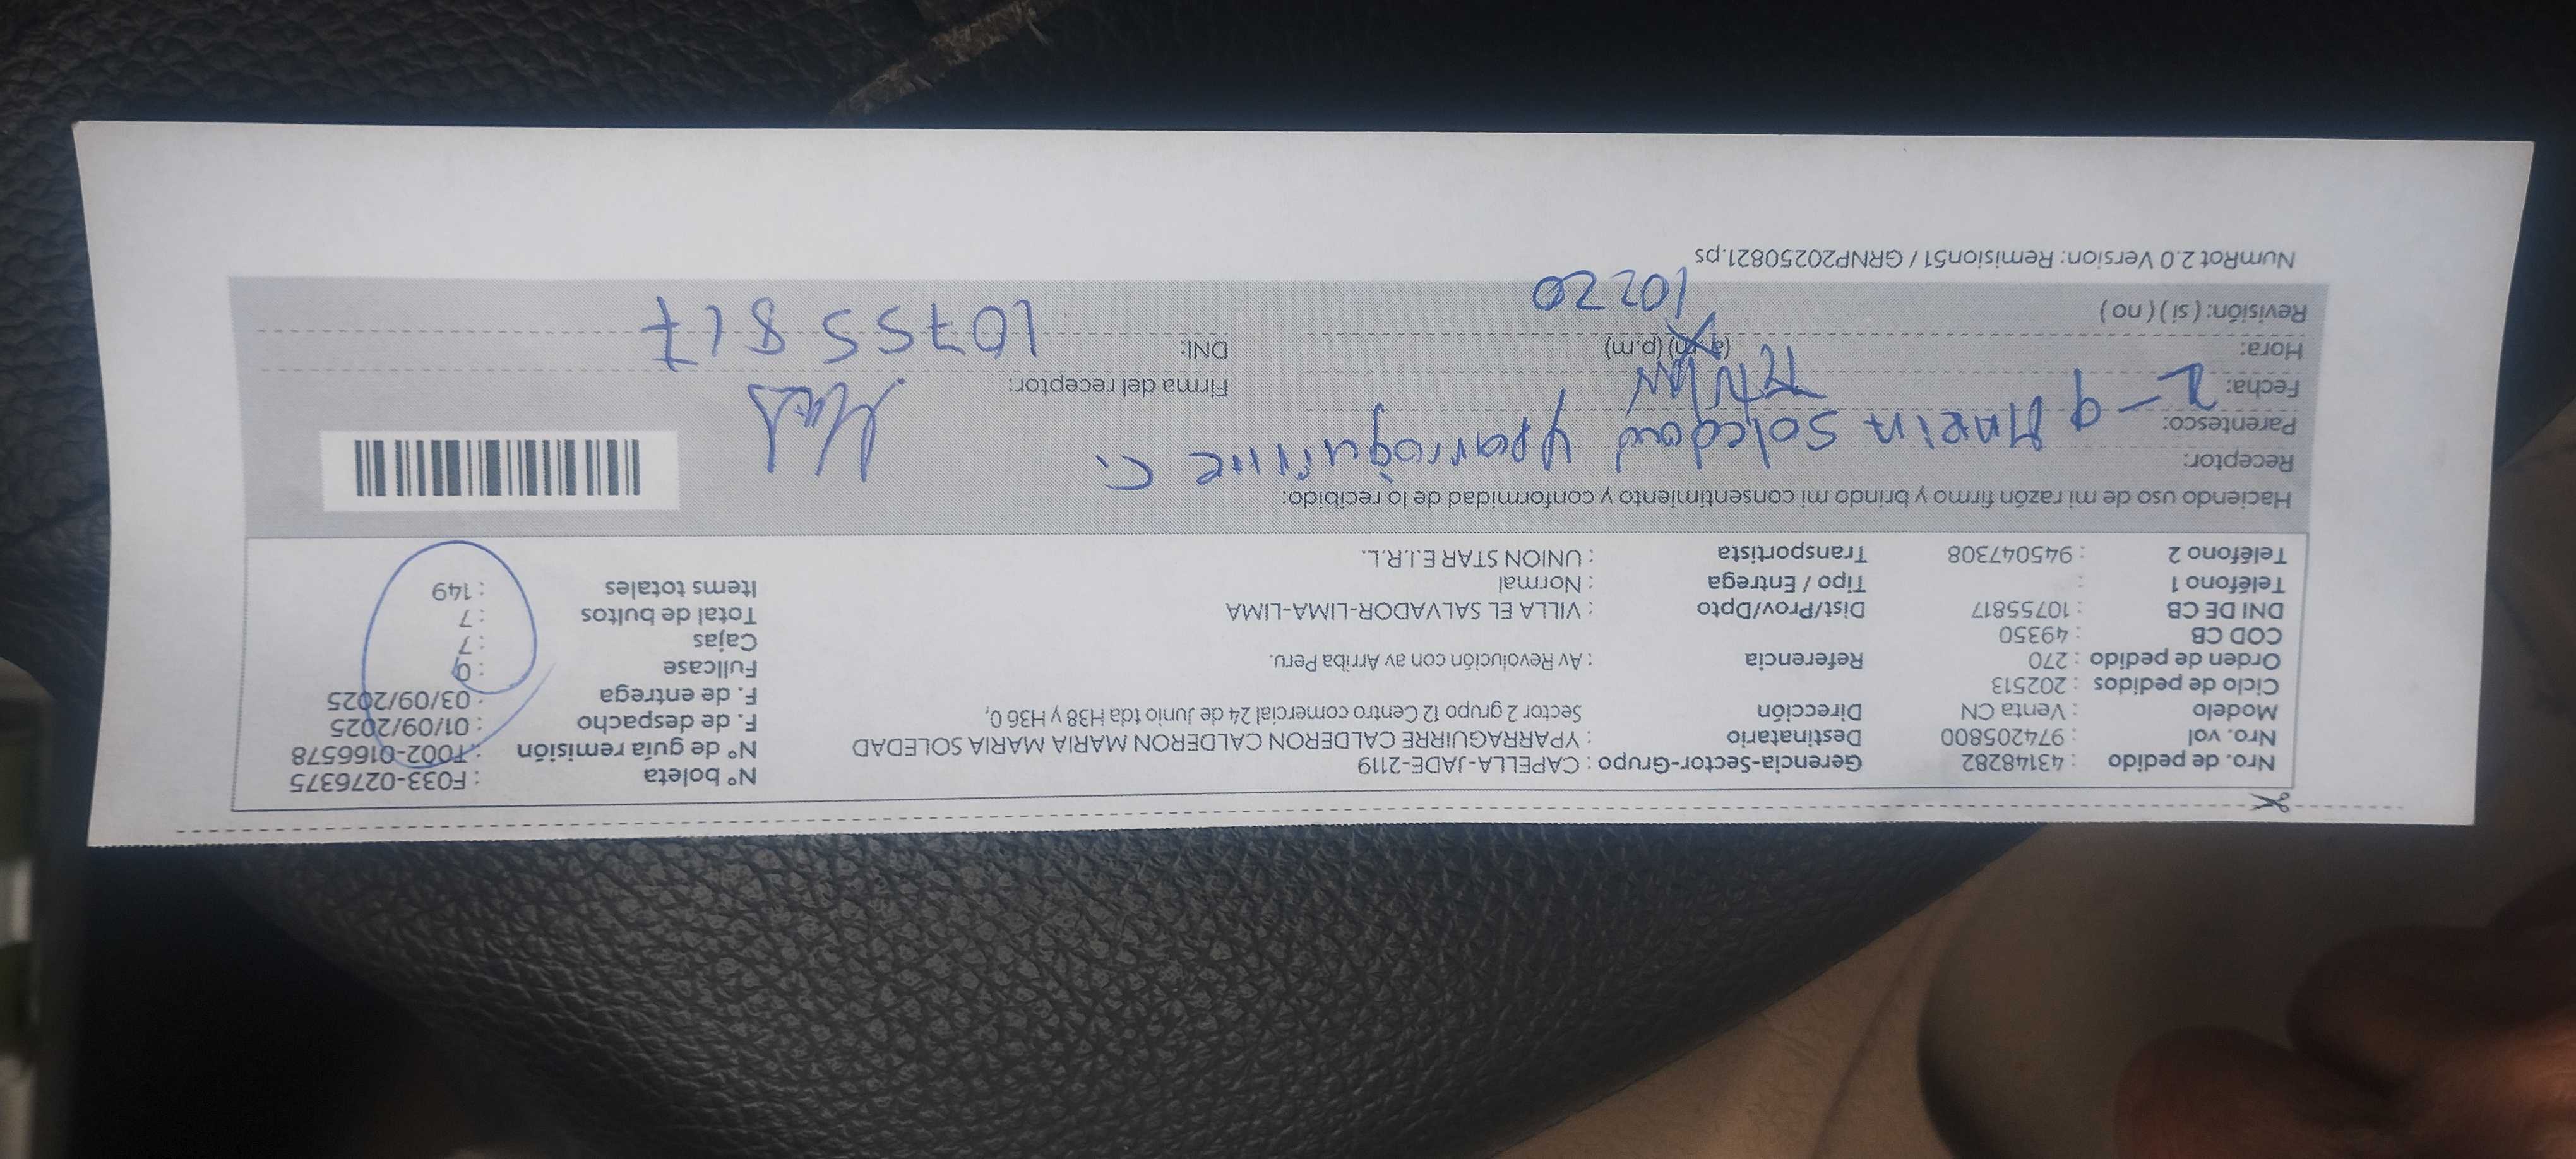 Nro. de pedido : 43148282 Gerencia-Sector-Grupo : CAPELLA-JADE-2119 N° boleta : F033-0276375
Nro. vol : 974205800 Destinatario : YPARRAGUIRRE CALDERON CALDERON MARIA MARIA SOLEDAD N° de guía remisión : T002-0166578
Modelo : Venta CN Dirección Sector 2 grupo 12 Centro comercial 24 de Junio tda H38 y H36 0, F. de despacho : 01/09/2025
Ciclo de pedidos : 202513 F. de entrega : 03/09/2025
Orden de pedido : 270 Referencia : Av Revolución con av Arriba Peru. Fullcase : 0
COD CB : 49350 Cajas : 7
DNI DE CB : 10755817 Dist/Prov/Dpto : VILLA EL SALVADOR-LIMA-LIMA Total de bultos : 7
Teléfono 1 : Tipo / Entrega : Normal Items totales : 149
Teléfono 2 : 945047308 Transportista : UNION STAR E.I.R.L.
Haciendo uso de mi razón firmo y brindo mi consentimiento y conformidad de lo recibido:
Receptor: Maria Soledad Yparraguirre C.
Parentesco:
Fecha: 2-9 Firma del receptor:
Hora: (a.m) (p.m) DNI: 10755817
Revisión: ( si ) ( no ) 10220
NumRot 2.0 Version: Remision51 / GRNP20250821.ps